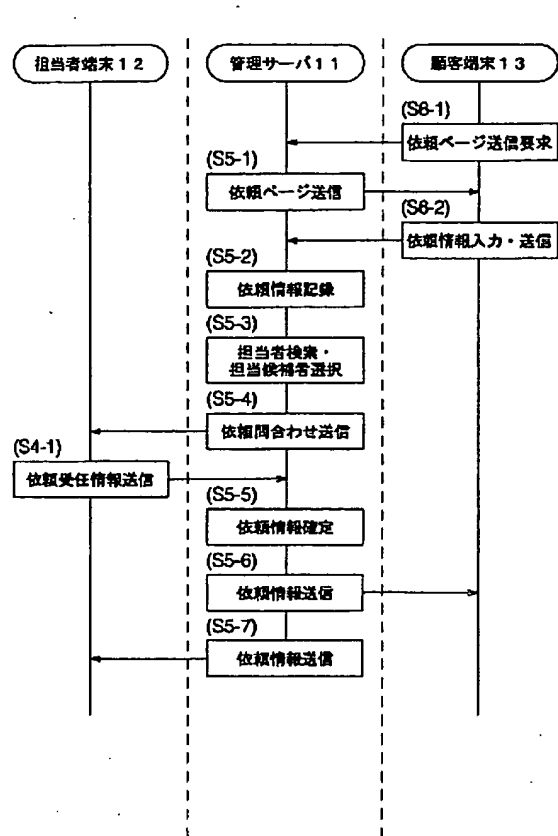 担当者端末12
管理サーバ11
顧客端末13
(S6-1)
依頼ページ送信要求
(S5-1)
依頼ページ送信
(S6-2)
依頼情報入力・送信
(S5-2)
依頼情報記録
(S5-3)
担当者検索・
担当候補者選択
(S5-4)
依頼問合わせ送信
(S4-1)
依頼受任情報送信
(S5-5)
依頼情報確定
(S5-6)
依頼情報送信
(S5-7)
依頼情報送信